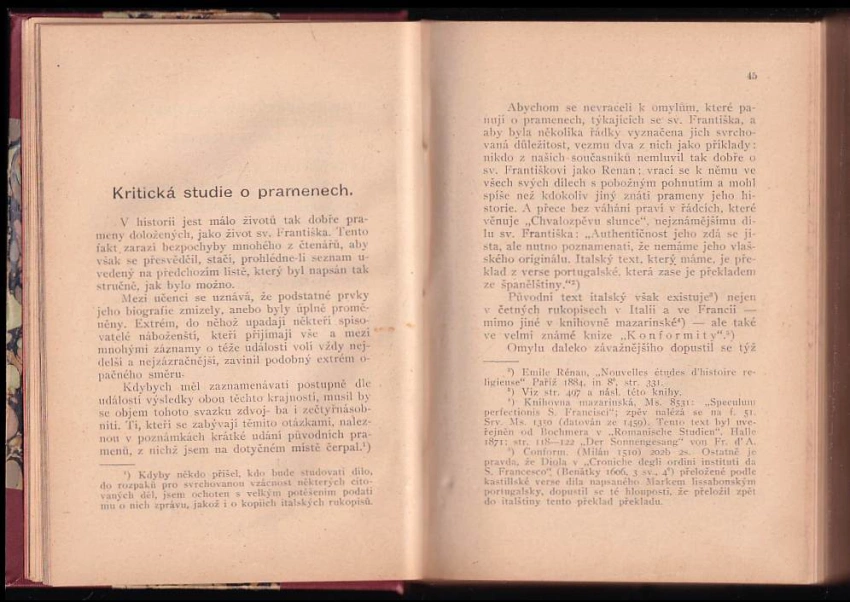 Kritická studie o pramenech.
V historii jest málo životů tak dobře pra-
meny doložených, jako život sv. Františka. Tento
fakt zarazí bezpochyby mnohého z čtenářů, aby
však se přesvědčil, stačí, prohlédne-li seznam u-
vedený na předchozím listě, který byl napsán tak
stručně, jak bylo možno.
Mezi učenci se uznává, že podstatné prvky
jeho biografie zmizely, anebo byly úplně promě-
něny. Extrém, do něhož upadají někteří spiso-
vatelé náboženští, kteří přijímají vše a mezi
mnohými záznamy o téže události volí vždy nej-
delší a nejzázračnější, zavinil podobný extrém o-
pačného směru.
Kdybych měl zaznamenávati postupně dle
událostí výsledky obou těchto krajností, musil by
se objem tohoto svazku zdvoj- ba i zečtyřnásob-
niti. Ti, kteří se zabývají těmito otázkami, nalez-
nou v poznámkách krátké udání původních pra-
menů, z nichž jsem na dotyčném místě čerpal.¹)
¹) Kdyby někdo přišel, kdo bude studovati dílo,
do rozpaků pro svrchovanou vzácnost některých cito-
vaných děl, jsem ochoten s velkým potěšením podati
mu o nich zprávu, jakož i o kopiích italských rukopisů.
45
Abychom se nevraceli k omylům, které pa-
nují o pramenech, týkajících se sv. Františka, a
aby byla několika řádky vyznačena jich svrcho-
vaná důležitost, vezmu dva z nich jako příklady:
nikdo z našich současníků nemluvil tak dobře o
sv. Františkovi jako Renan; vrací se k němu ve
všech svých dílech s pobožným pohnutím a mohl
spíše než kdokoliv jiný znáti prameny jeho hi-
storie. A přece bez váhání praví v řádcích, které
věnuje „Chvalozpěvu slunce“, nejznámějšímu dí-
lu sv. Františka: „Authentičnost jeho zdá se ji-
sta, ale nutno poznamenati, že nemáme jeho vlaš-
ského originálu. Italský text, který máme, je pře-
klad z verse portugalské, která zase je překladem
ze španělštiny.“²)
Původní text italský však existuje³) nejen
v četných rukopisech v Italii a ve Francii —
mimo jiné v knihovně mazarinské⁴) — ale také
ve velmi známé knize „Konformity“.⁵)
Omylu daleko závažnějšího dopustil se týž
²) Emile Rénan, „Nouvelles études d'histoire re-
ligiense“ Paříž 1884, in 8⁰, str. 331.
³) Viz str. 497 a násl. této knihy.
⁴) Knihovna mazarinská, Ms. 8531: „Speculum
perfectionis S. Francisci“; zpěv nalézá se na f. 51.
Srv. Ms. 1350 (datován ze 1459). Tento text byl uve-
řejněn od Boehmera v „Romanische Studien“. Halle
1871: str. 118—122 „Der Sonnengesang“ von Fr. d' A.
⁵) Conform. (Milán 1510) 202b 2s. Ostatně je
pravda, že Diola v „Croniche degli ordini instituti da
S. Francesco“, (Benátky 1606, 3 sv., 4⁰) přeložené podle
kastillské verse díla napsaného Markem lissabonským
portugalsky, dopustil se té hlouposti, že přeložil zpět
do italštiny tento překlad překladu.